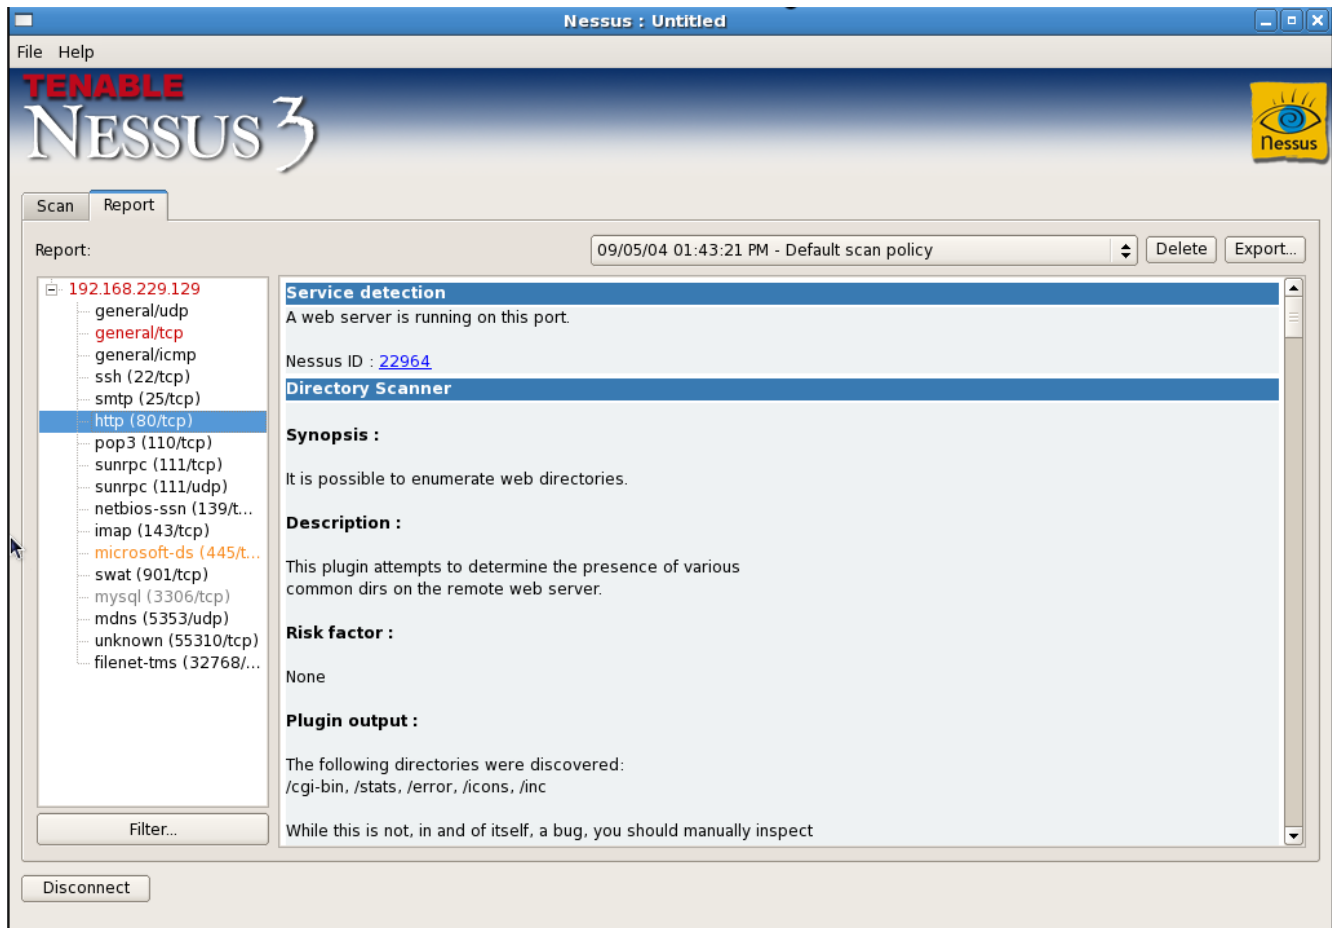 Nessus : Untitled
File Help
TENABLE
NESSUS 3
nessus
Scan Report
Report:
09/05/04 01:43:21 PM - Default scan policy
Delete
Export...
192.168.229.129
general/udp
general/tcp
general/icmp
ssh (22/tcp)
smtp (25/tcp)
http (80/tcp)
pop3 (110/tcp)
sunrpc (111/tcp)
sunrpc (111/udp)
netbios-ssn (139/t...
imap (143/tcp)
microsoft-ds (445/t...
swat (901/tcp)
mysql (3306/tcp)
mdns (5353/udp)
unknown (55310/tcp)
filenet-tms (32768/...
Filter...
Service detection
A web server is running on this port.
Nessus ID : 22964
Directory Scanner
Synopsis :
It is possible to enumerate web directories.
Description :
This plugin attempts to determine the presence of various
common dirs on the remote web server.
Risk factor :
None
Plugin output :
The following directories were discovered:
/cgi-bin, /stats, /error, /icons, /inc
While this is not, in and of itself, a bug, you should manually inspect
Disconnect